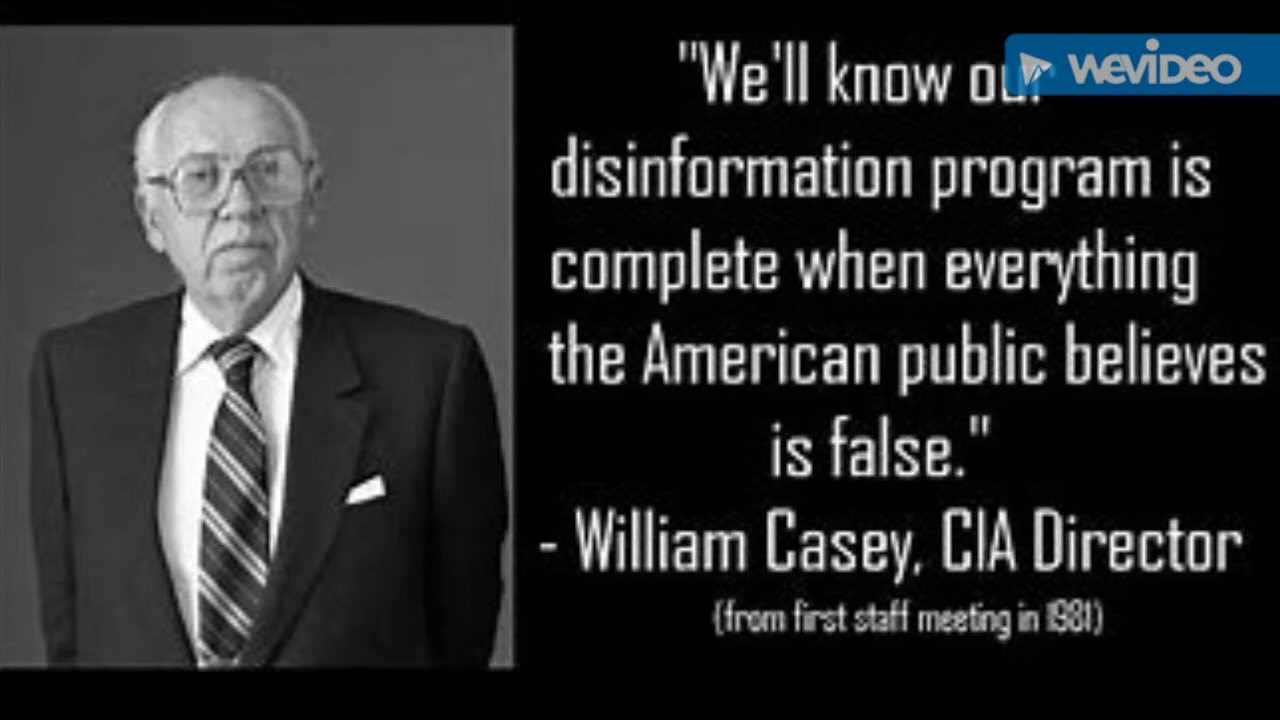 "We'll know our
WEVIDEO
disinformation program is
complete when everything
the American public believes
is false."
- William Casey, CIA Director
(from first staff meeting in 1981)